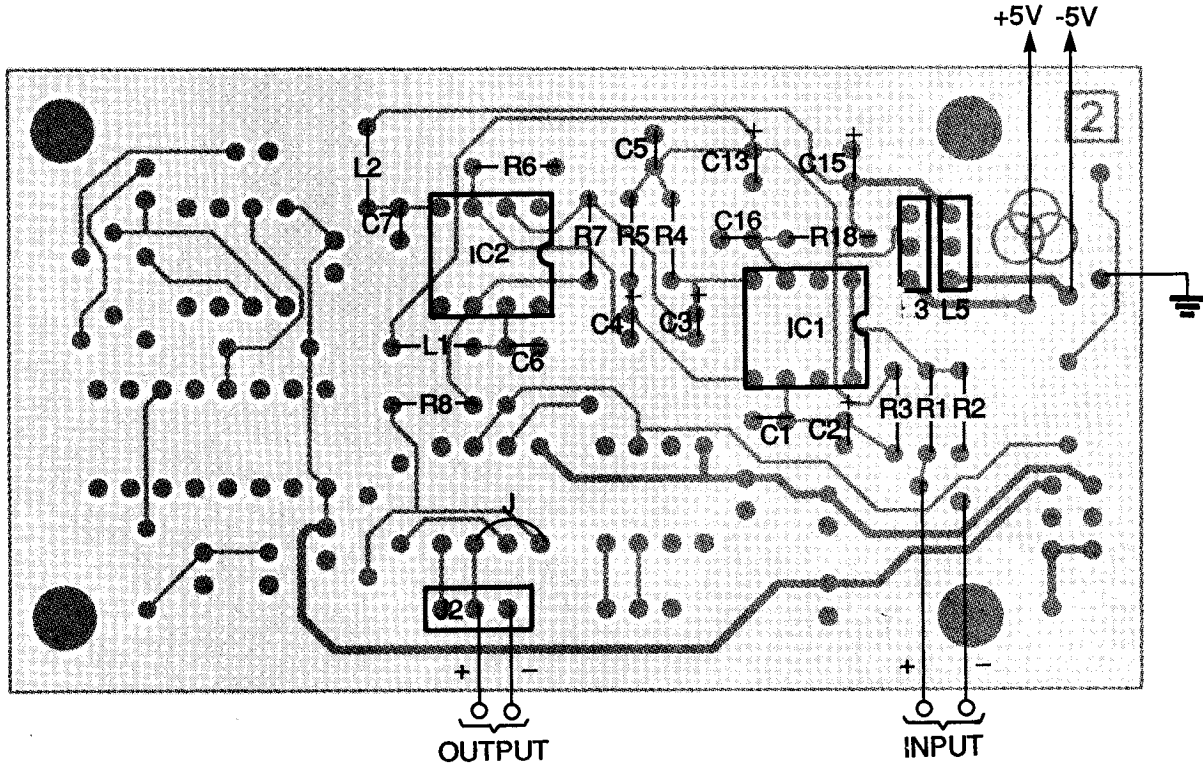 +5V -5V
2
C5
C13 +
C15 +
L2
R6
C7
IC2
R7
R5
R4
C16
R18
C4 +
C3 +
IC1
3 L5
L1
C6
R8
C1
C2 +
R3 R1 R2
J
2
+ −
+ −
OUTPUT
INPUT